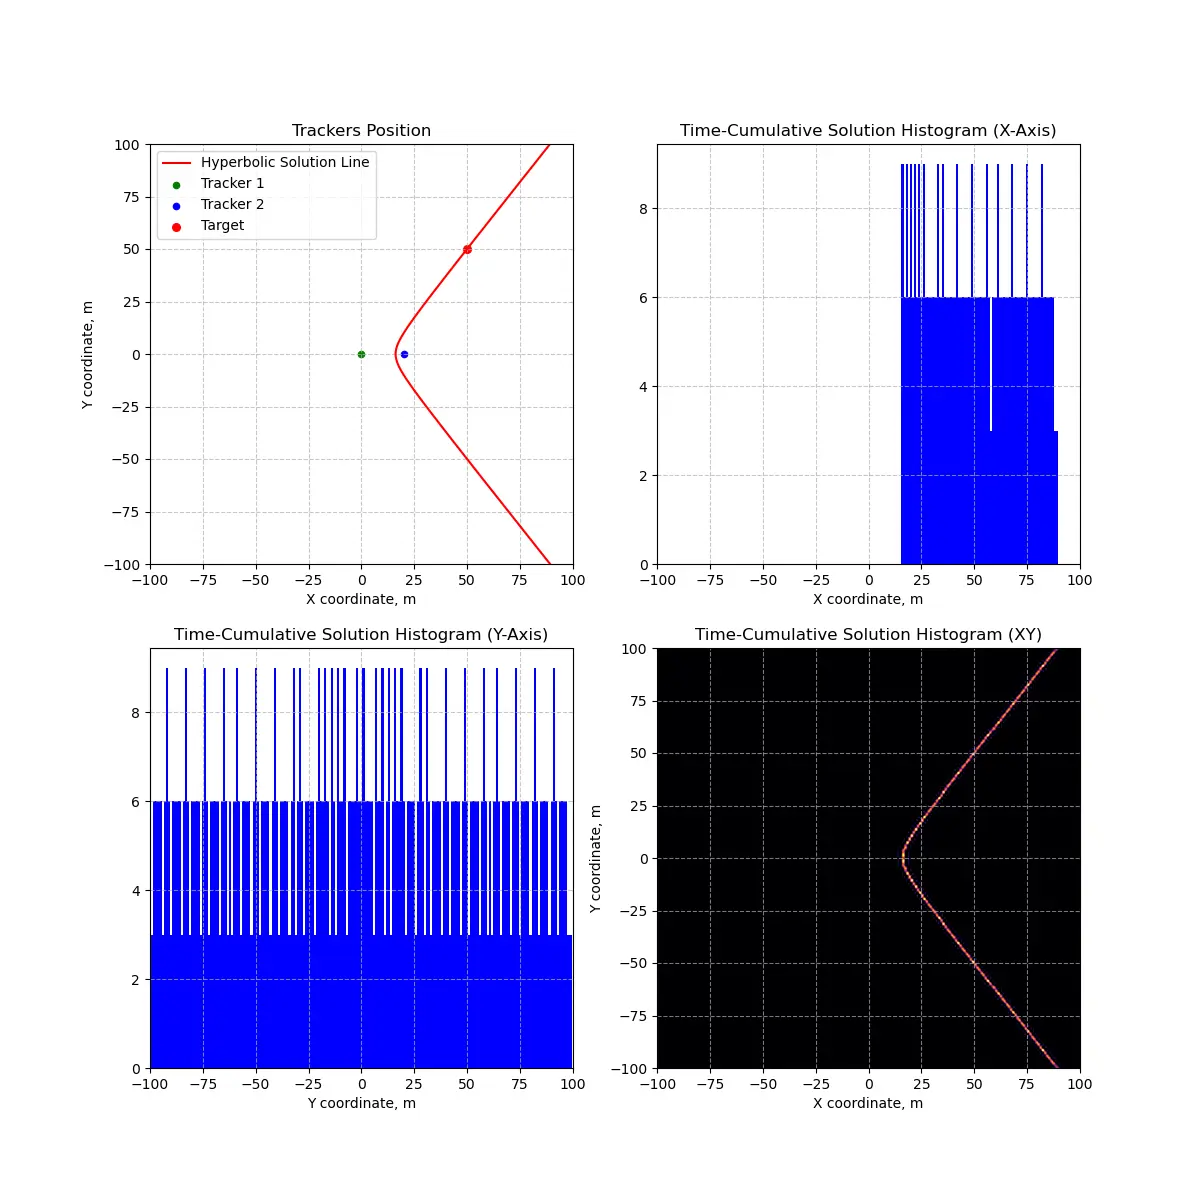 Trackers Position
Hyperbolic Solution Line
Tracker 1
Tracker 2
Target
100
75
50
25
0
−25
−50
−75
−100
Y coordinate, m
−100 −75 −50 −25 0 25 50 75 100
X coordinate, m
Time-Cumulative Solution Histogram (X-Axis)
8
6
4
2
0
−100 −75 −50 −25 0 25 50 75 100
X coordinate, m
Time-Cumulative Solution Histogram (Y-Axis)
8
6
4
2
0
−100 −75 −50 −25 0 25 50 75 100
Y coordinate, m
Time-Cumulative Solution Histogram (XY)
100
75
50
25
0
−25
−50
−75
−100
Y coordinate, m
−100 −75 −50 −25 0 25 50 75 100
X coordinate, m